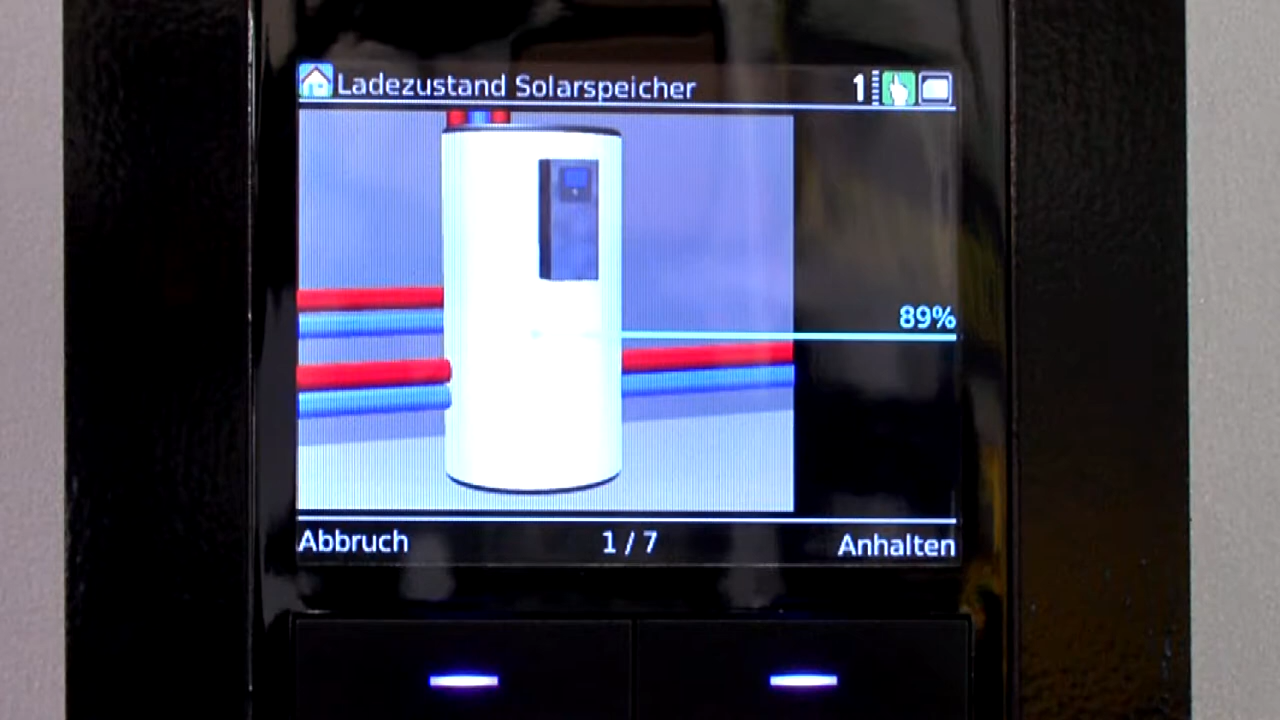 Ladezustand Solarspeicher 1
89%
Abbruch 1 / 7 Anhalten